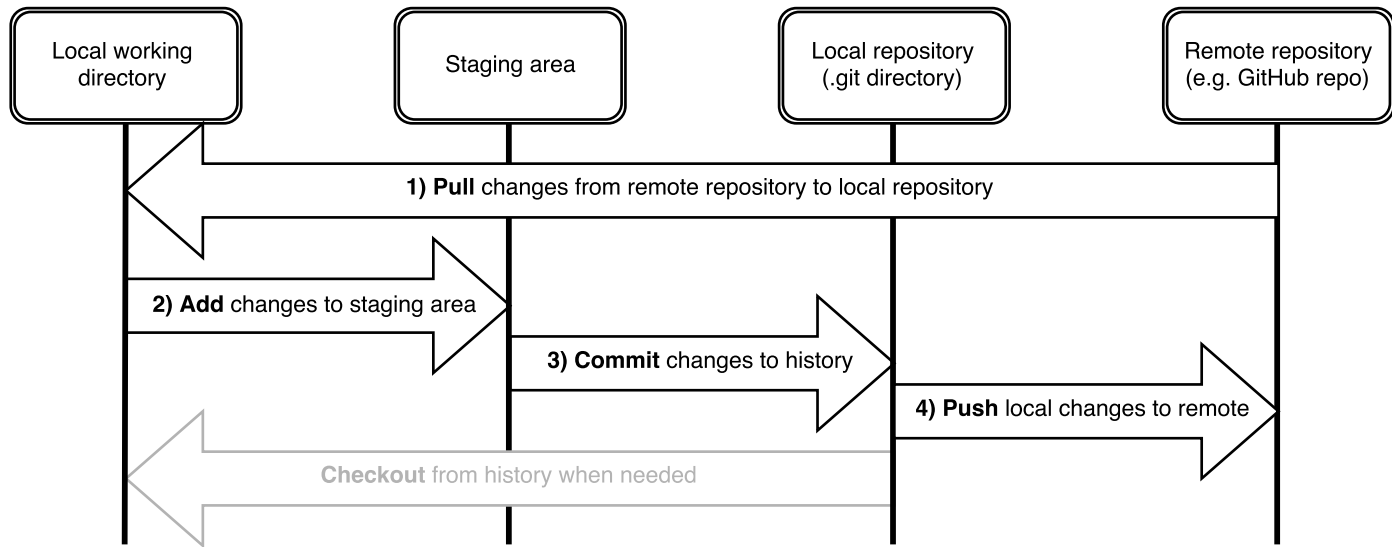 Local working
directory
Staging area
Local repository
(.git directory)
Remote repository
(e.g. GitHub repo)
1) Pull changes from remote repository to local repository
2) Add changes to staging area
3) Commit changes to history
4) Push local changes to remote
Checkout from history when needed